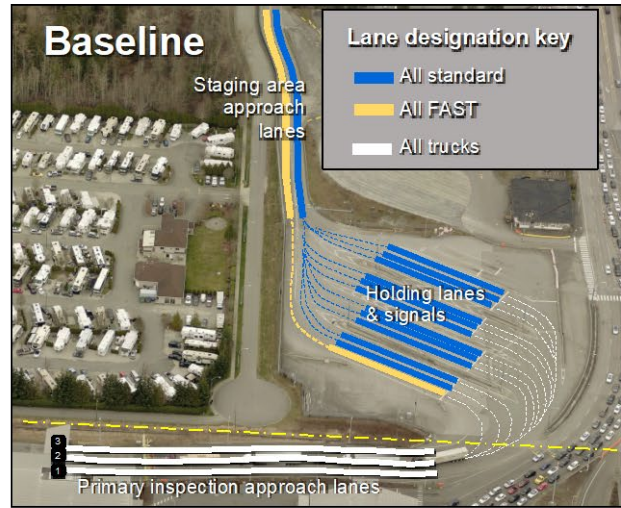 Baseline
Lane designation key
All standard
All FAST
All trucks
Staging area
approach
lanes
Holding lanes
& signals
3
2
1
Primary inspection approach lanes